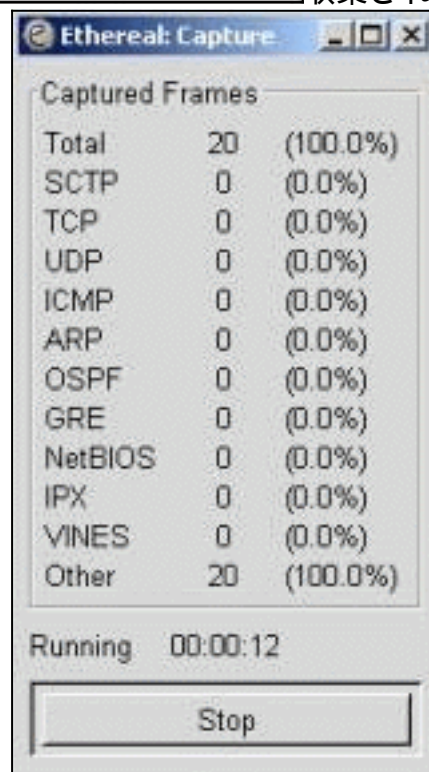 Ethereal: Capture
Captured Frames
Total 20 (100.0%)
SCTP 0 (0.0%)
TCP 0 (0.0%)
UDP 0 (0.0%)
ICMP 0 (0.0%)
ARP 0 (0.0%)
OSPF 0 (0.0%)
GRE 0 (0.0%)
NetBIOS 0 (0.0%)
IPX 0 (0.0%)
VINES 0 (0.0%)
Other 20 (100.0%)
Running 00:00:12
Stop